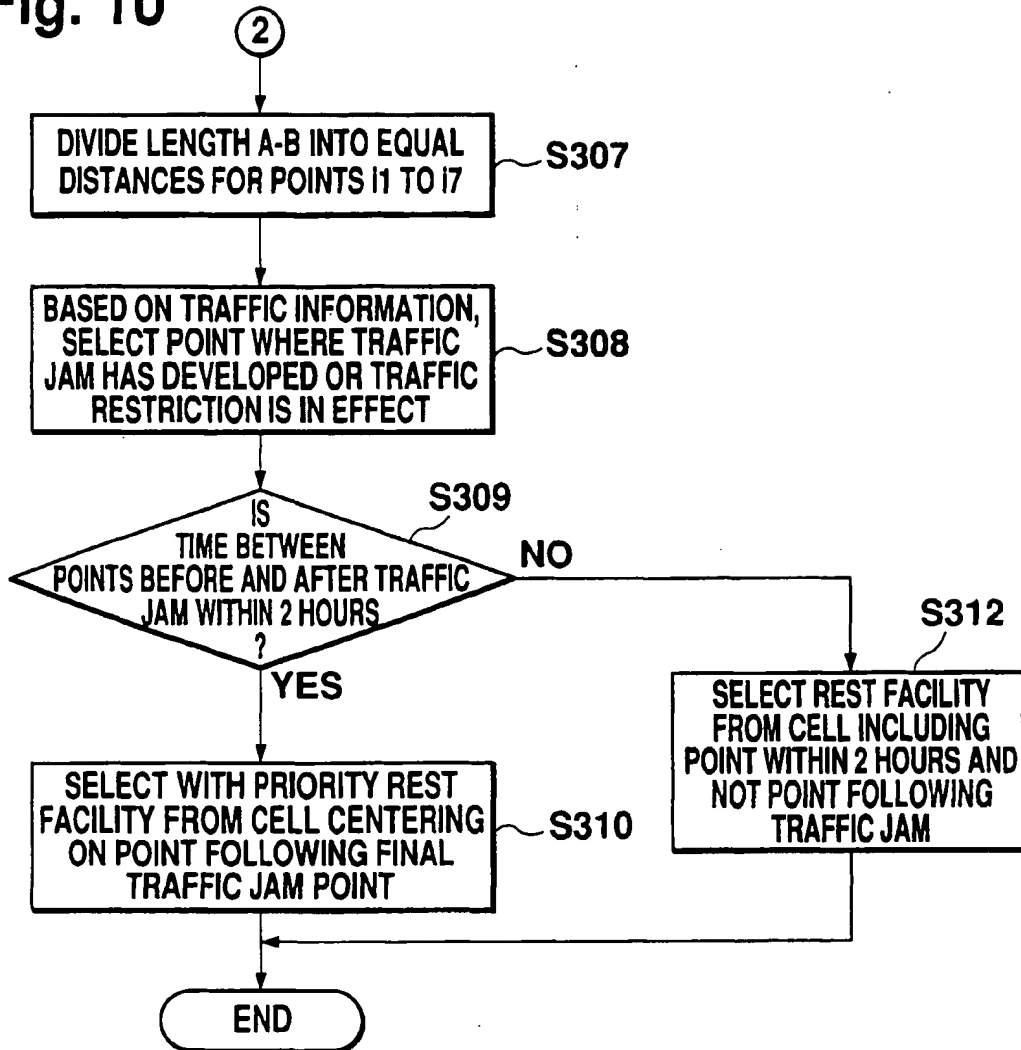 Fig. 10
2
DIVIDE LENGTH A-B INTO EQUAL
DISTANCES FOR POINTS i1 TO i7
S307
BASED ON TRAFFIC INFORMATION,
SELECT POINT WHERE TRAFFIC
JAM HAS DEVELOPED OR TRAFFIC
RESTRICTION IS IN EFFECT
S308
IS
TIME BETWEEN
POINTS BEFORE AND AFTER TRAFFIC
JAM WITHIN 2 HOURS
?
S309
NO
YES
S312
SELECT REST FACILITY
FROM CELL INCLUDING
POINT WITHIN 2 HOURS AND
NOT POINT FOLLOWING
TRAFFIC JAM
SELECT WITH PRIORITY REST
FACILITY FROM CELL CENTERING
ON POINT FOLLOWING FINAL
TRAFFIC JAM POINT
S310
END